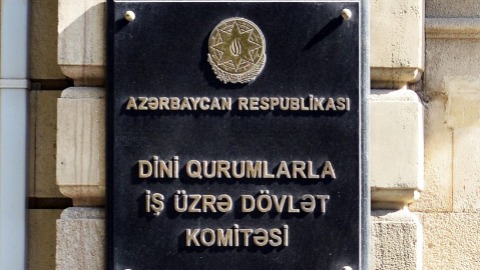 AZƏRBAYCAN RESPUBLİKASI
DİNİ QURUMLARLA
İŞ ÜZRƏ DÖVLƏT
KOMİTƏSİ